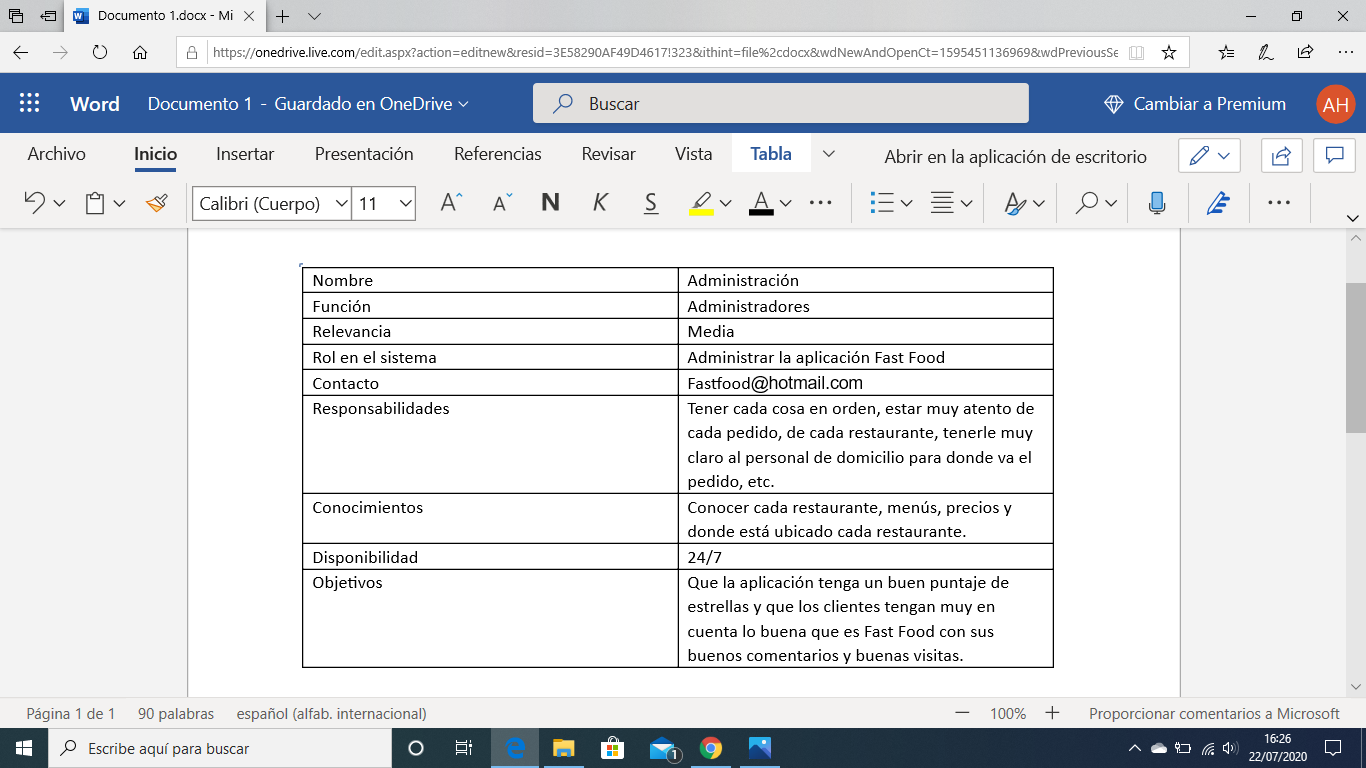 Documento 1.docx - Mi
https://onedrive.live.com/edit.aspx?action=editnew&resid=3E58290AF49D4617!323&ithint=file%2cdocx&wdNewAndOpenCt=1595451136969&wdPreviousSe
Word Documento 1 - Guardado en OneDrive Buscar Cambiar a Premium AH
Archivo Inicio Insertar Presentación Referencias Revisar Vista Tabla Abrir en la aplicación de escritorio
Calibri (Cuerpo) 11 A A N K S A
Nombre Administración
Función Administradores
Relevancia Media
Rol en el sistema Administrar la aplicación Fast Food
Contacto Fastfood@hotmail.com
Responsabilidades Tener cada cosa en orden, estar muy atento de
cada pedido, de cada restaurante, tenerle muy
claro al personal de domicilio para donde va el
pedido, etc.
Conocimientos Conocer cada restaurante, menús, precios y
donde está ubicado cada restaurante.
Disponibilidad 24/7
Objetivos Que la aplicación tenga un buen puntaje de
estrellas y que los clientes tengan muy en
cuenta lo buena que es Fast Food con sus
buenos comentarios y buenas visitas.
Página 1 de 1 90 palabras español (alfab. internacional) 100% Proporcionar comentarios a Microsoft
Escribe aquí para buscar 1 16:26
22/07/2020